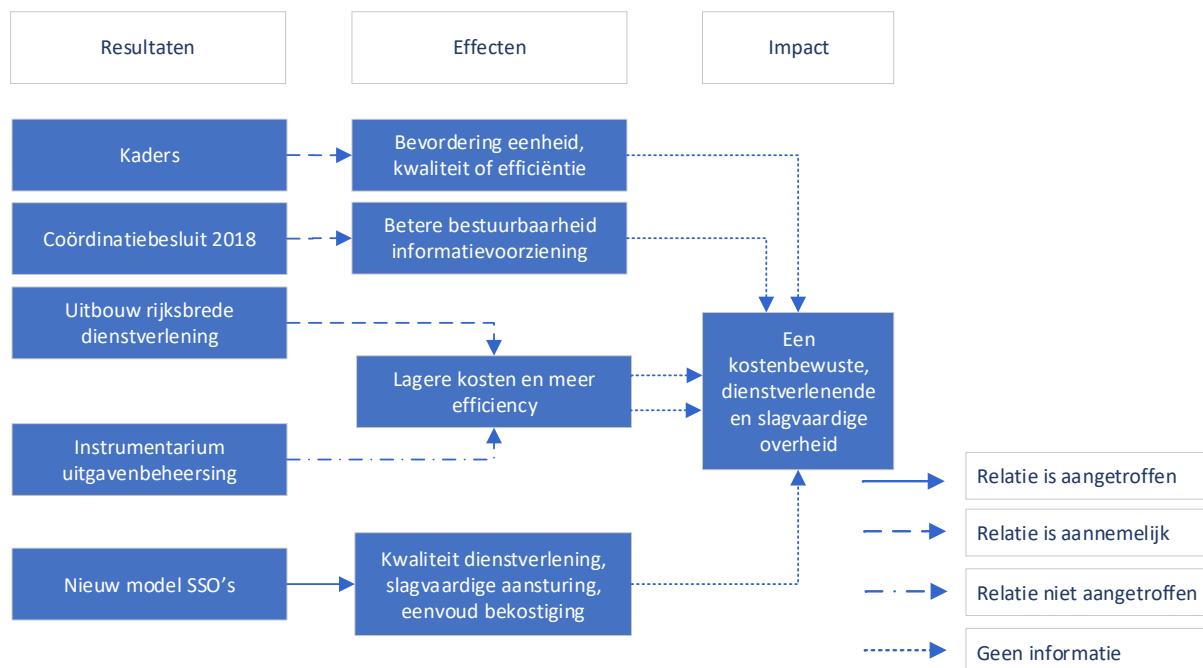 Resultaten
Effecten
Impact
Kaders
Bevordering eenheid,
kwaliteit of efficiëntie
Coördinatiebesluit 2018
Betere bestuurbaarheid
informatievoorziening
Uitbouw rijksbrede
dienstverlening
Lagere kosten en meer
efficiency
Een
kostenbewuste,
dienstverlenende
en slagvaardige
overheid
Instrumentarium
uitgavenbeheersing
Nieuw model SSO’s
Kwaliteit dienstverlening,
slagvaardige aansturing,
eenvoud bekostiging
Relatie is aangetroffen
Relatie is aannemelijk
Relatie niet aangetroffen
Geen informatie